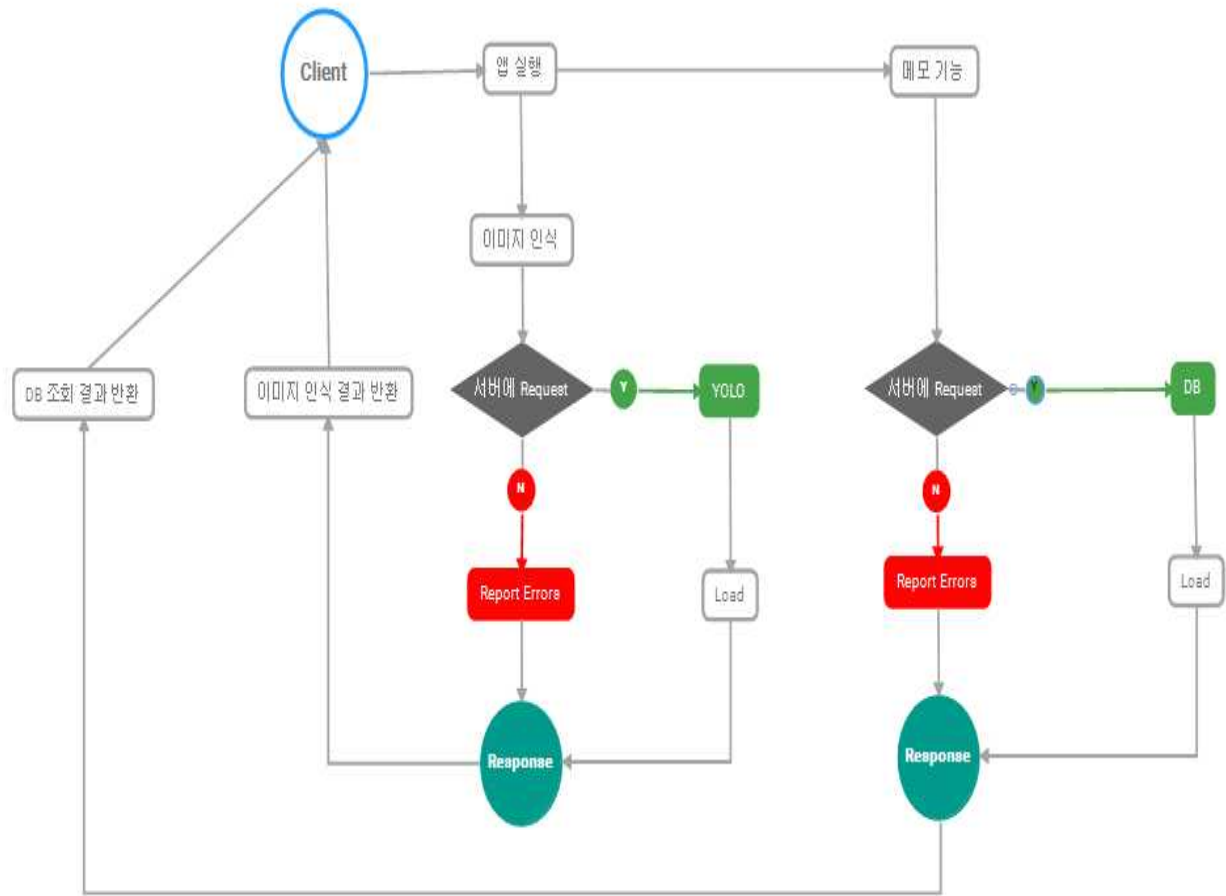 Client
앱 실행
메모 기능
이미지 인식
DB 조회 결과 반환
이미지 인식 결과 반환
서버에 Request
Y
YOLO
서버에 Request
Y
DB
N
N
Report Errors
Load
Report Errors
Load
Response
Response